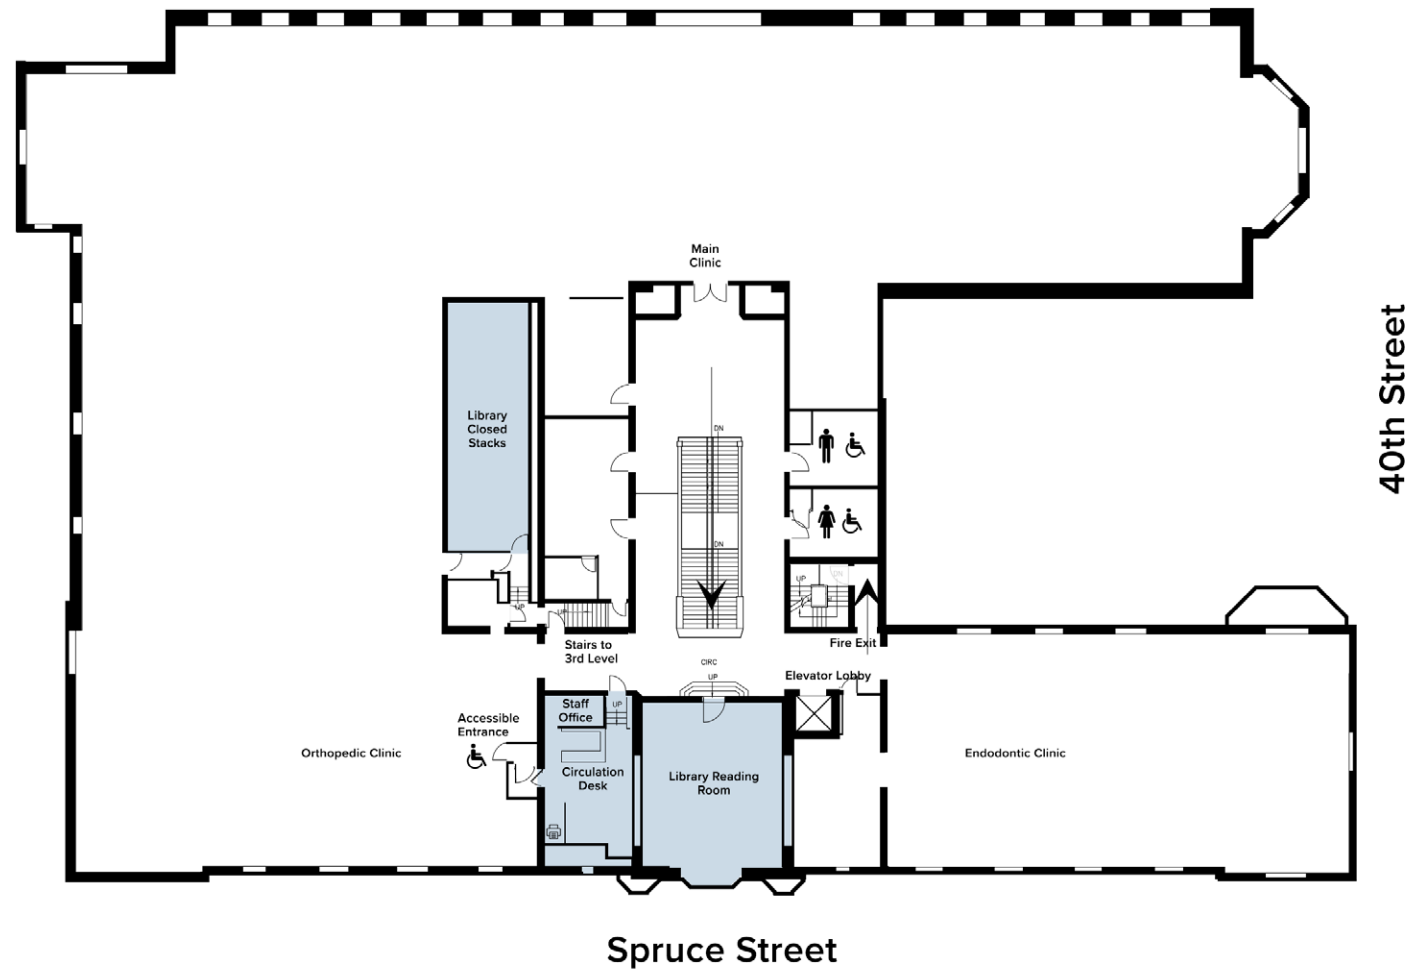 Main
Clinic
40th Street
Library
Closed
Stacks
DN
DN
UP
UP
UP
Stairs to
3rd Level
Fire Exit
CIRC
UP
Elevator Lobby
Staff
Office
UP
Accessible
Entrance
Orthopedic Clinic
Circulation
Desk
Library Reading
Room
Endodontic Clinic
Spruce Street